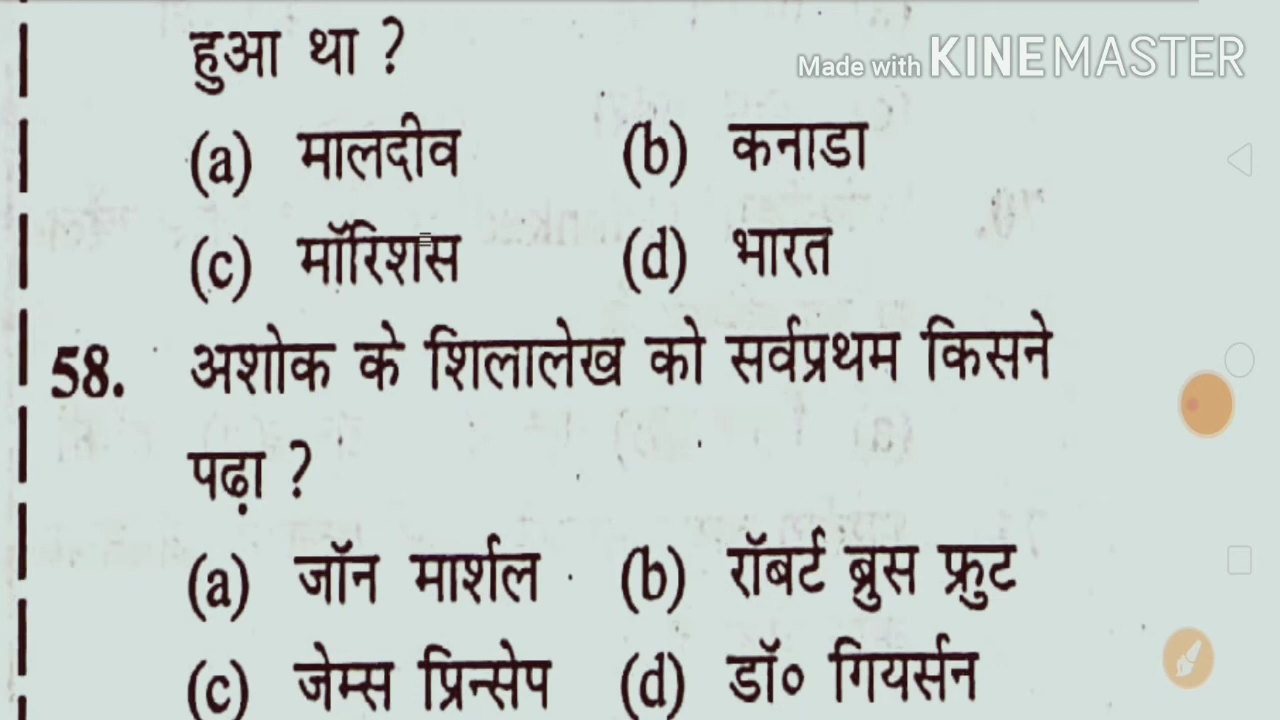 हुआ था ?
Made with KINEMASTER
(a) मालदीव (b) कनाडा
(c) मॉरिशस (d) भारत
58. अशोक के शिलालेख को सर्वप्रथम किसने
पढ़ा ?
(a) जॉन मार्शल (b) रॉबर्ट ब्रुस फ्रुट
(c) जेम्स प्रिन्सेप (d) डॉ० गियर्सन